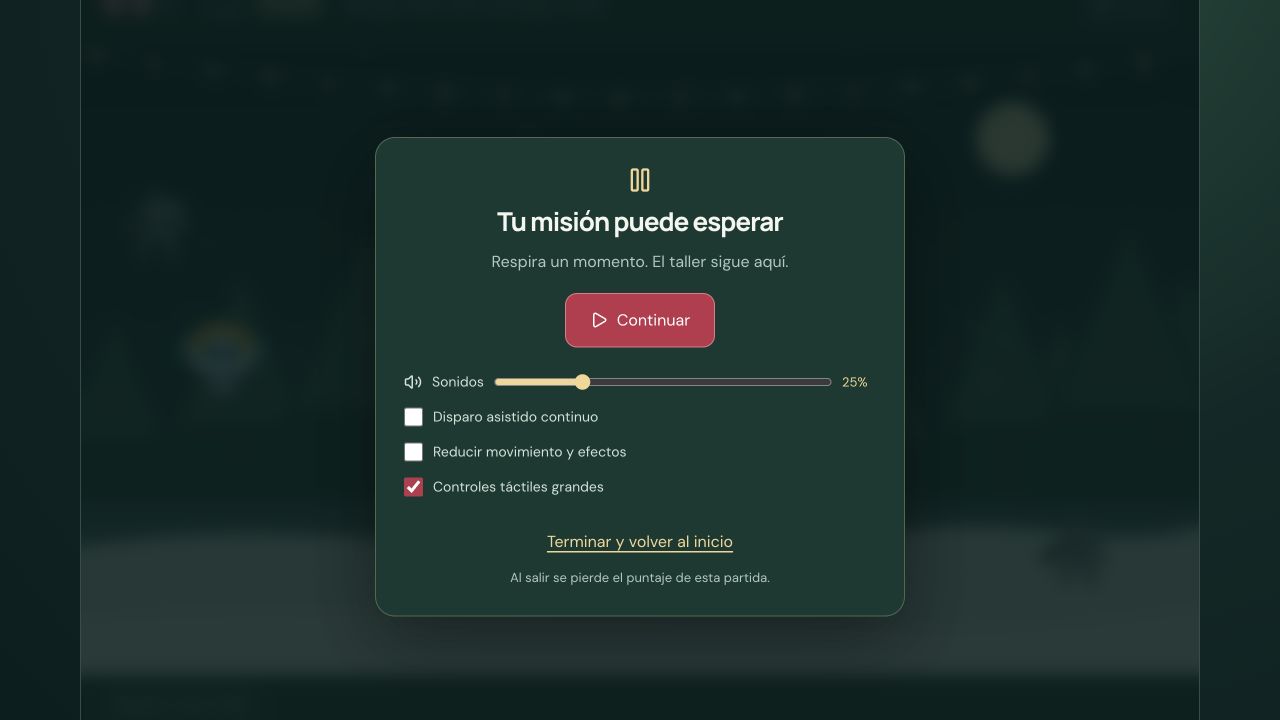 Tu misión puede esperar
Respira un momento. El taller sigue aquí.
Continuar
Sonidos 25%
Disparo asistido continuo
Reducir movimiento y efectos
Controles táctiles grandes
Terminar y volver al inicio
Al salir se pierde el puntaje de esta partida.